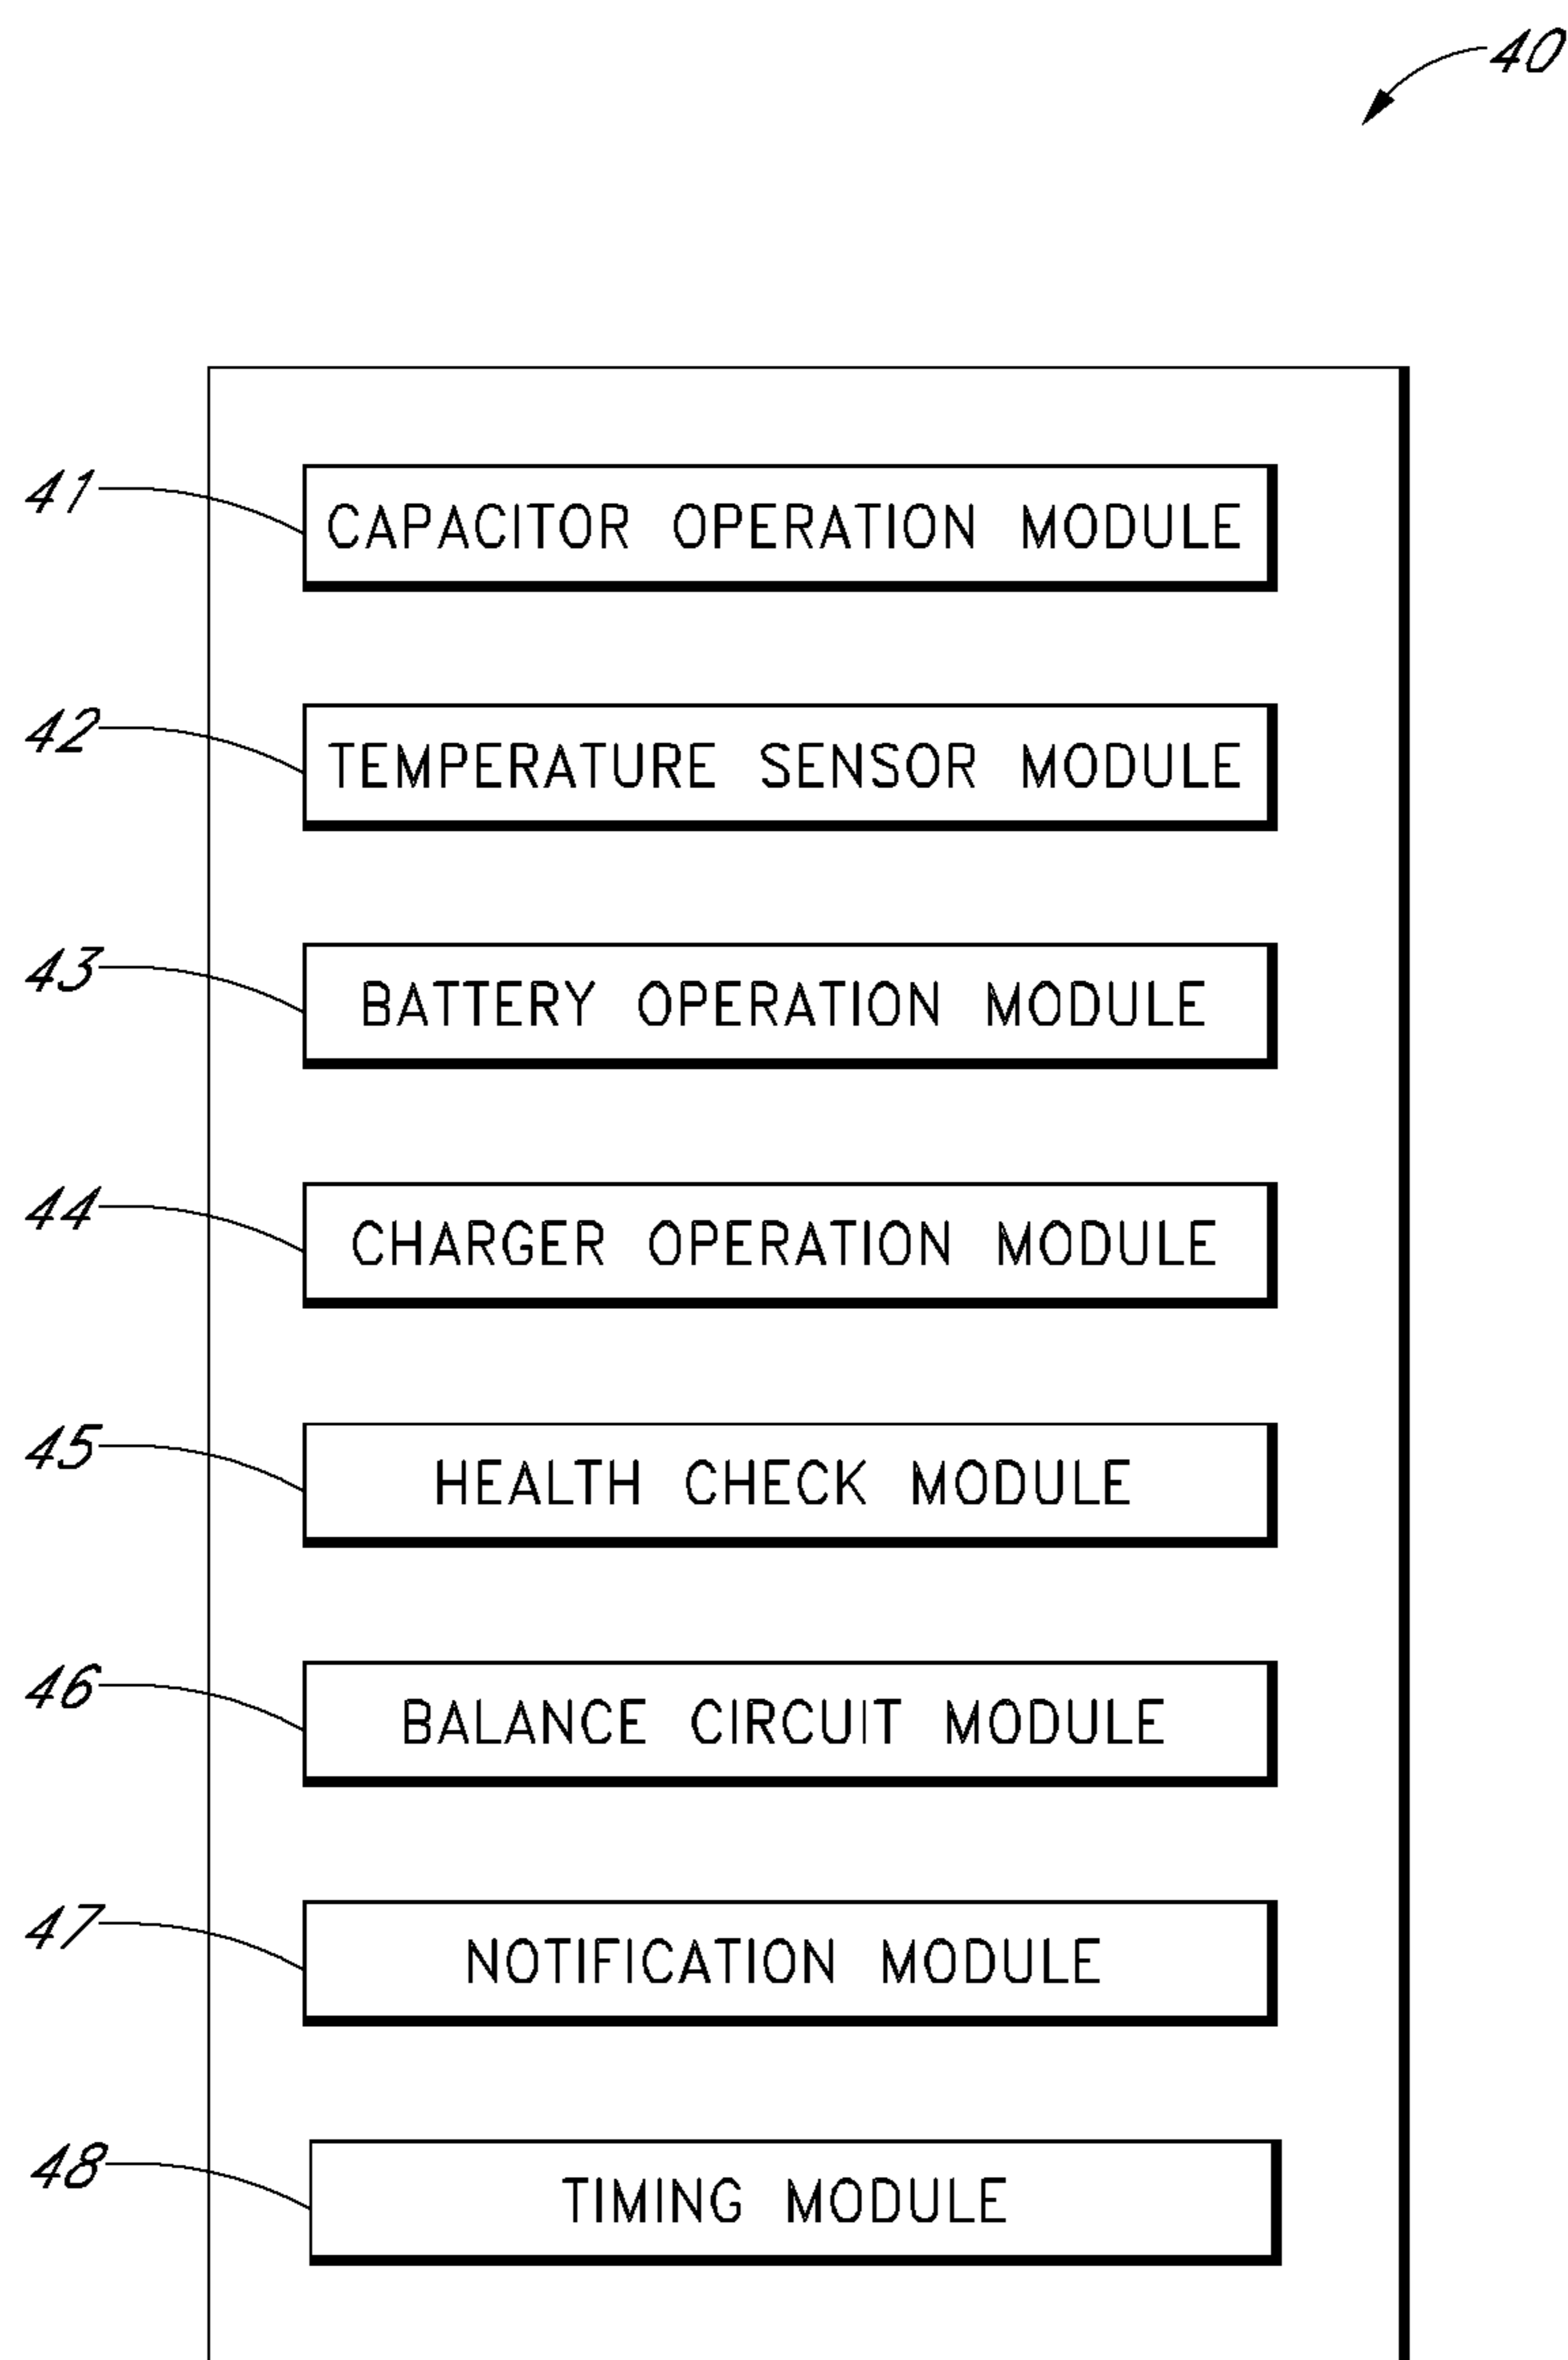 40
41 CAPACITOR OPERATION MODULE
42 TEMPERATURE SENSOR MODULE
43 BATTERY OPERATION MODULE
44 CHARGER OPERATION MODULE
45 HEALTH CHECK MODULE
46 BALANCE CIRCUIT MODULE
47 NOTIFICATION MODULE
48 TIMING MODULE